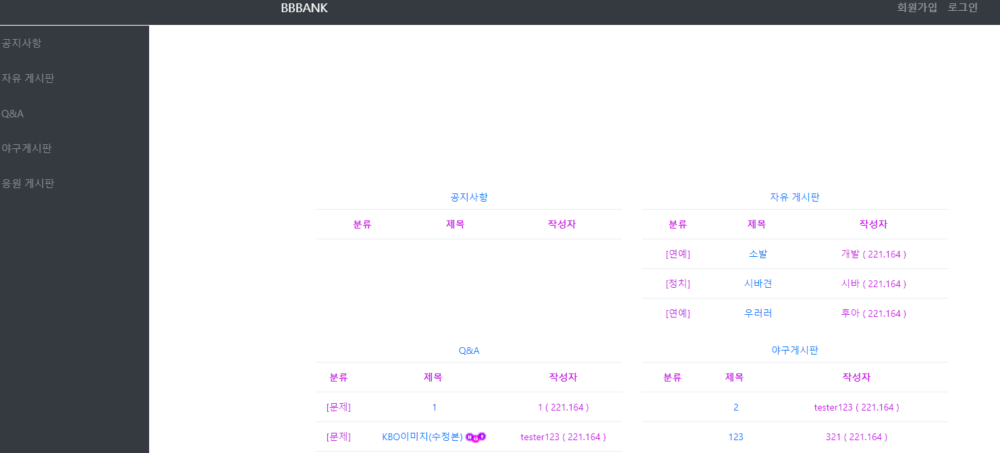 BBBANK 회원가입 로그인
공지사항
자유 게시판
Q&A
야구게시판
응원 게시판
공지사항
분류 제목 작성자
자유 게시판
분류 제목 작성자
[연예] 소발 개발 ( 221.164 )
[정치] 시바견 시바 ( 221.164 )
[연예] 우러러 후아 ( 221.164 )
Q&A
분류 제목 작성자
[문제] 1 1 ( 221.164 )
[문제] KBO이미지(수정본) HOT tester123 ( 221.164 )
야구게시판
분류 제목 작성자
2 tester123 ( 221.164 )
123 321 ( 221.164 )